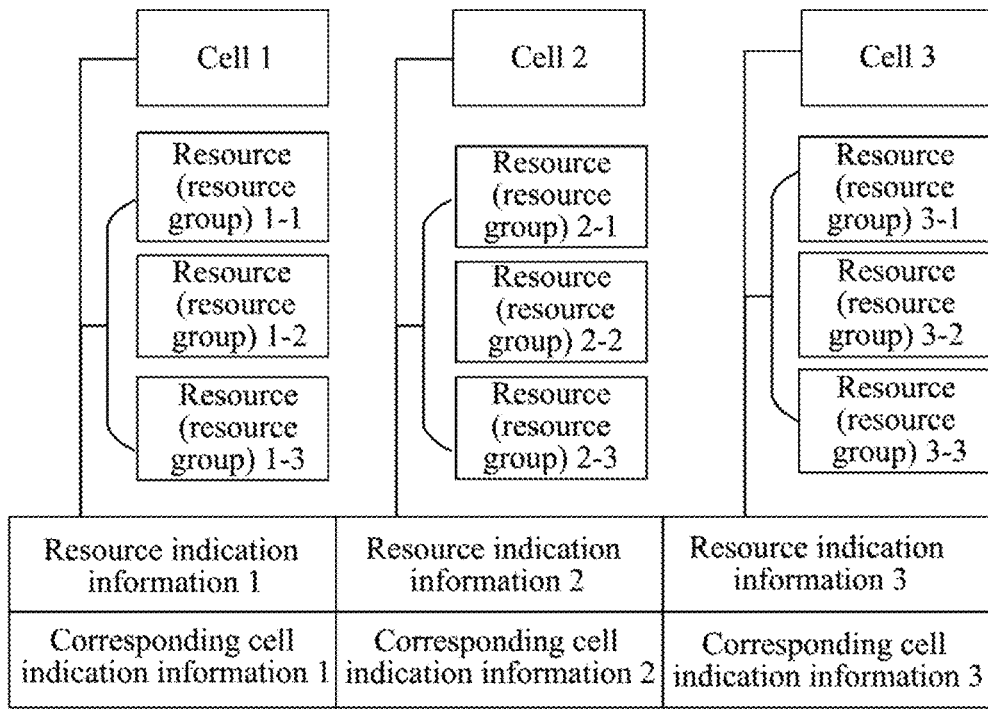 Cell 1
Resource
(resource
group) 1-1
Resource
(resource
group) 1-2
Resource
(resource
group) 1-3
Cell 2
Resource
(resource
group) 2-1
Resource
(resource
group) 2-2
Resource
(resource
group) 2-3
Cell 3
Resource
(resource
group) 3-1
Resource
(resource
group) 3-2
Resource
(resource
group) 3-3
Resource indication
information 1
Resource indication
information 2
Resource indication
information 3
Corresponding cell
indication information 1
Corresponding cell
indication information 2
Corresponding cell
indication information 3